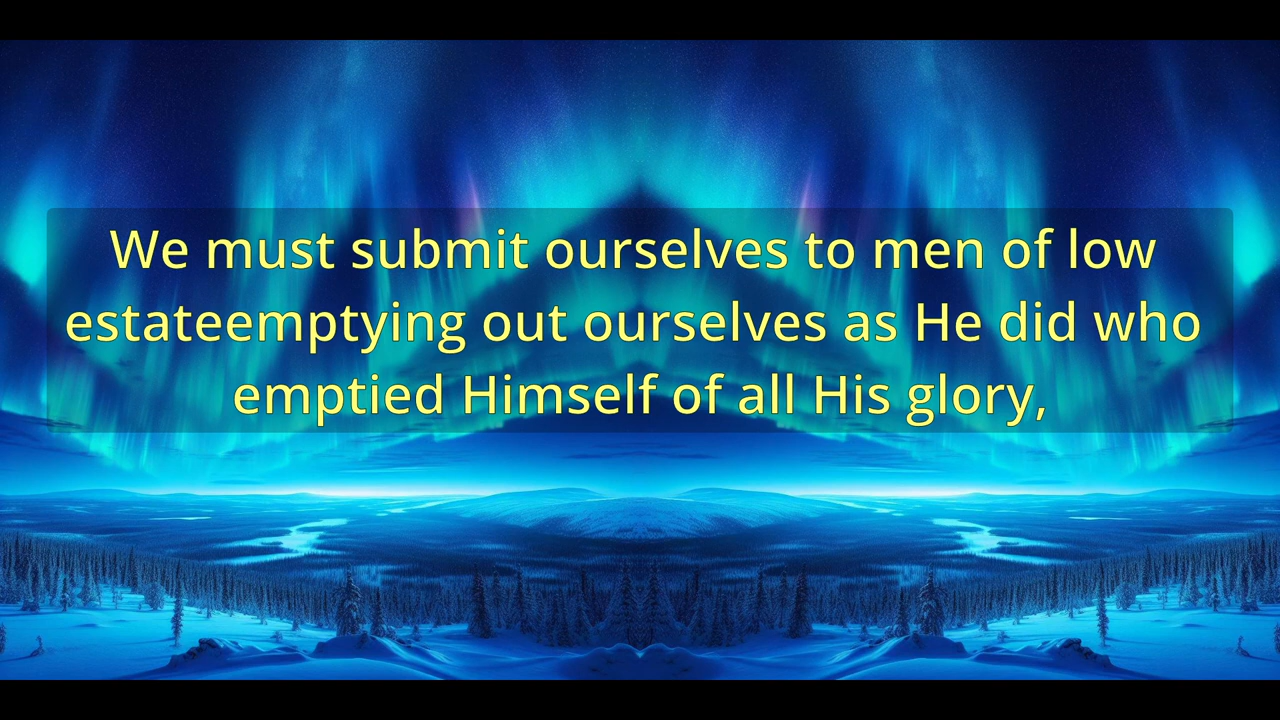 We must submit ourselves to men of low
estateemptying out ourselves as He did who
emptied Himself of all His glory,